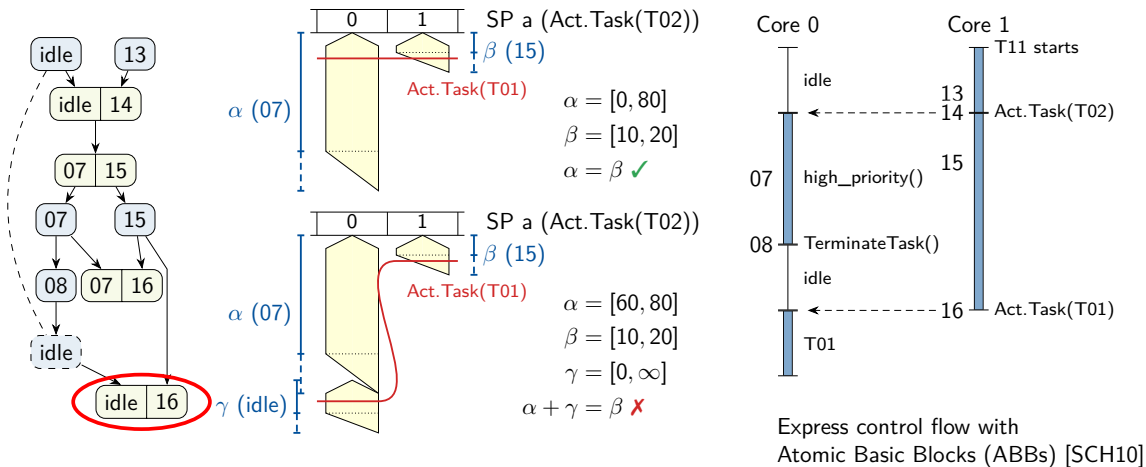 idle 13
idle 14
07 15
07 15
08 07 16
idle
idle 16
0 1 SP a (Act.Task(T02))
β (15)
Act.Task(T01)
α (07)
α = [0, 80]
β = [10, 20]
α = β ✓
0 1 SP a (Act.Task(T02))
β (15)
Act.Task(T01)
α (07)
α = [60, 80]
β = [10, 20]
γ = [0, ∞]
γ (idle)
α + γ = β ✗
Core 0 Core 1
T11 starts
idle
13
14 Act.Task(T02)
15
07 high_priority()
08 TerminateTask()
idle
16 Act.Task(T01)
T01
Express control flow with
Atomic Basic Blocks (ABBs) [SCH10]